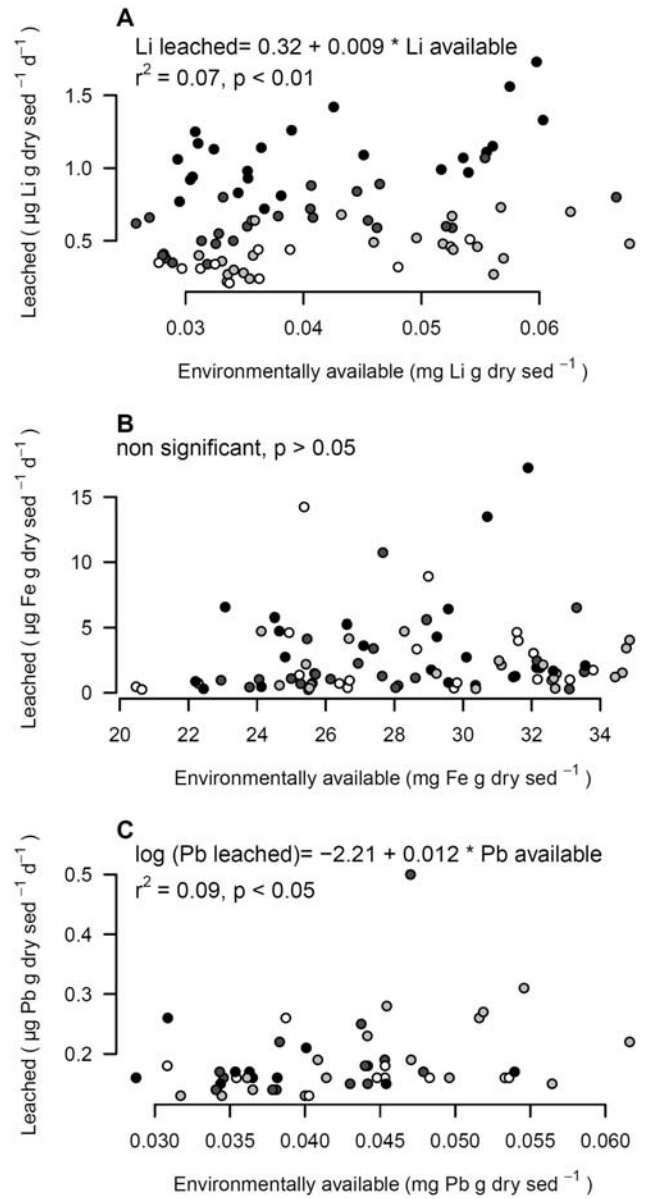 A
Li leached= 0.32 + 0.009 * Li available
r² = 0.07, p < 0.01
Leached ( µg Li g dry sed ⁻¹ d⁻¹ )
1.5
1.0
0.5
0.03 0.04 0.05 0.06
Environmentally available (mg Li g dry sed ⁻¹ )
B
non significant, p > 0.05
Leached ( µg Fe g dry sed ⁻¹ d⁻¹ )
15
10
5
0
20 22 24 26 28 30 32 34
Environmentally available (mg Fe g dry sed ⁻¹ )
C
log (Pb leached)= −2.21 + 0.012 * Pb available
r² = 0.09, p < 0.05
Leached ( µg Pb g dry sed ⁻¹ d⁻¹ )
0.5
0.4
0.3
0.2
0.030 0.035 0.040 0.045 0.050 0.055 0.060
Environmentally available (mg Pb g dry sed ⁻¹ )